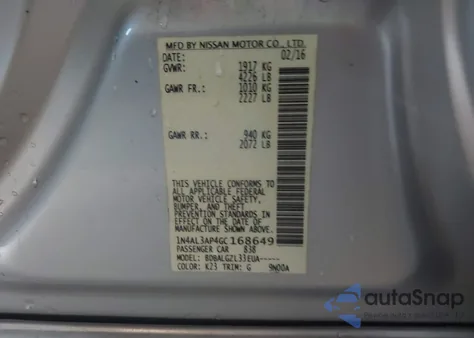 MFD BY NISSAN MOTOR CO., LTD.
DATE: 02/16
GVWR: 1917 KG
4226 LB
GAWR FR.: 1010 KG
2227 LB
GAWR RR.: 940 KG
2072 LB
THIS VEHICLE CONFORMS TO ALL
APPLICABLE FEDERAL
MOTOR VEHICLE SAFETY,
BUMPER, AND THEFT
PREVENTION STANDARDS IN
EFFECT ON THE DATE OF
MANUFACTURE SHOWN ABOVE.
1N4AL3AP4GC168649
PASSENGER CAR 838
MODEL: BDBALGZL33EUA-----
COLOR: K23 TRIM: G 9N00A
autoSnap